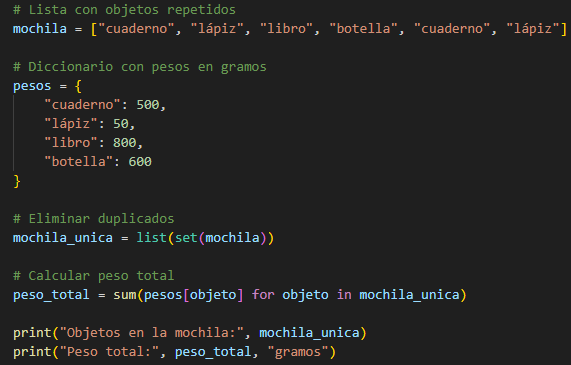 # Lista con objetos repetidos
mochila = ["cuaderno", "lápiz", "libro", "botella", "cuaderno", "lápiz"]
# Diccionario con pesos en gramos
pesos = {
    "cuaderno": 500,
    "lápiz": 50,
    "libro": 800,
    "botella": 600
}
# Eliminar duplicados
mochila_unica = list(set(mochila))
# Calcular peso total
peso_total = sum(pesos[objeto] for objeto in mochila_unica)
print("Objetos en la mochila:", mochila_unica)
print("Peso total:", peso_total, "gramos")